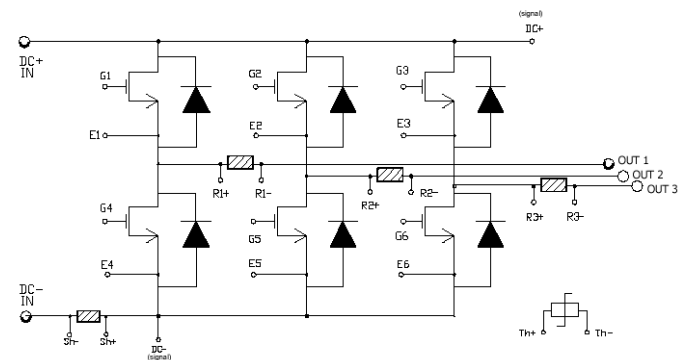 (signal)
DC+
DC+
IN
G1
G2
G3
E1
E2
E3
OUT 1
OUT 2
OUT 3
R1+
R1-
R2+
R2-
R3+
R3-
G4
G5
G6
E4
E5
E6
DC-
IN
Sh-
Sh+
DC-
(signal)
Th+
Th-